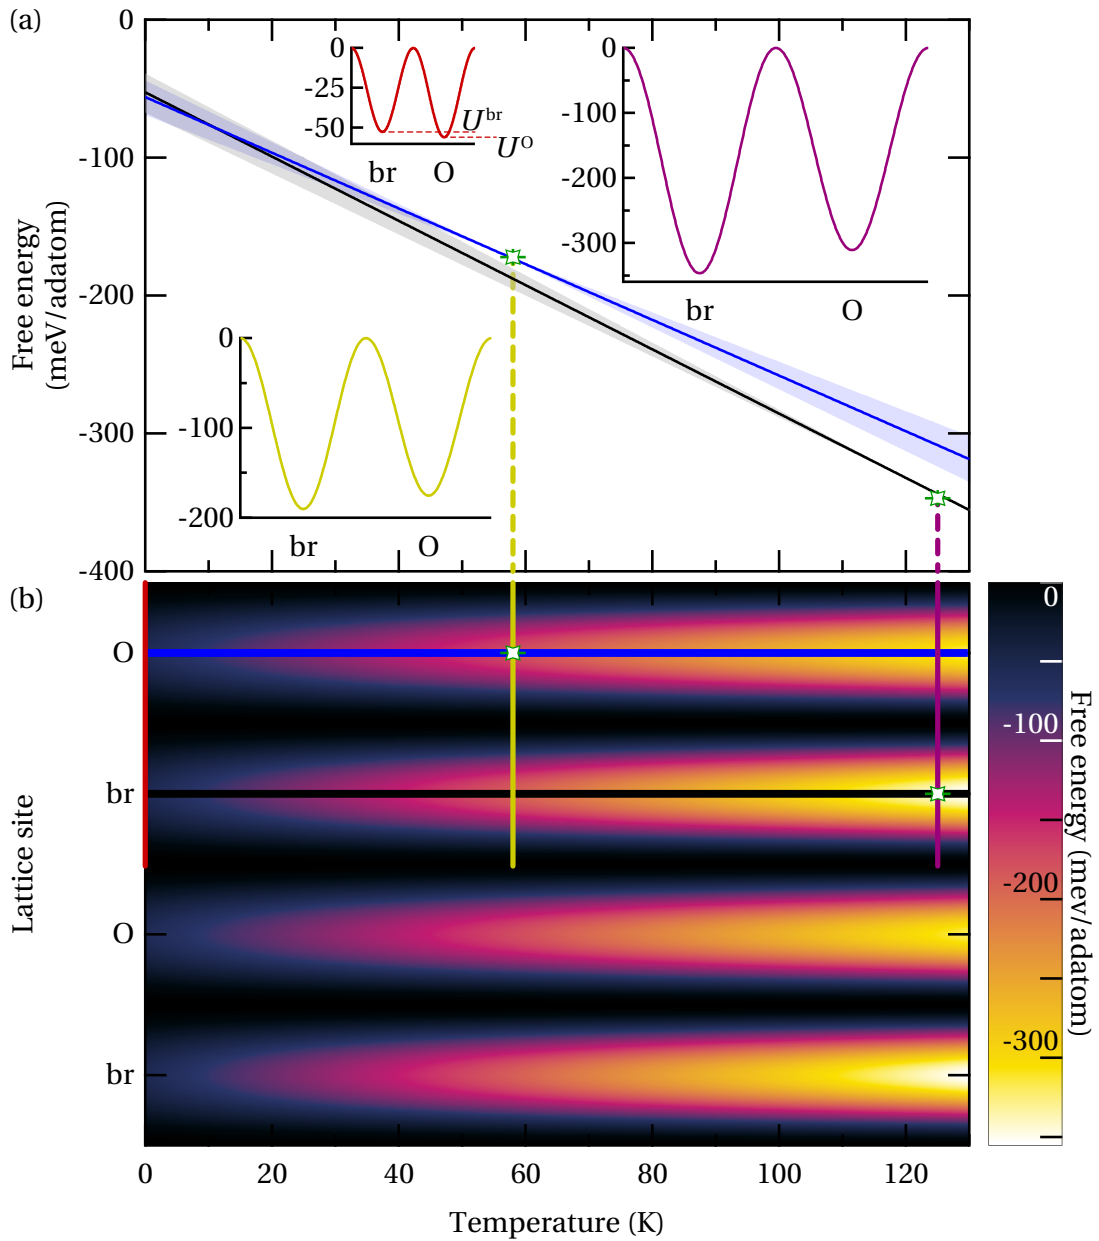 (a)
0
-100
-200
-300
-400
Free energy
(meV/adatom)
0
-25
-50
U^br
U^O
br O
0
-100
-200
-300
br O
0
-100
-200
br O
(b)
O
br
O
br
Lattice site
0 20 40 60 80 100 120
Temperature (K)
0
-100
-200
-300
Free energy (mev/adatom)